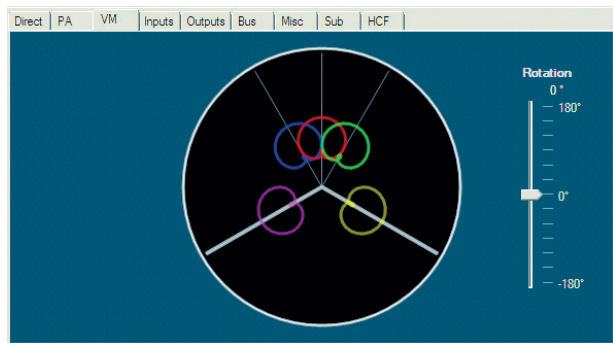 Direct PA VM Inputs Outputs Bus Misc Sub HCF
Rotation
0 °
180°
0°
-180°